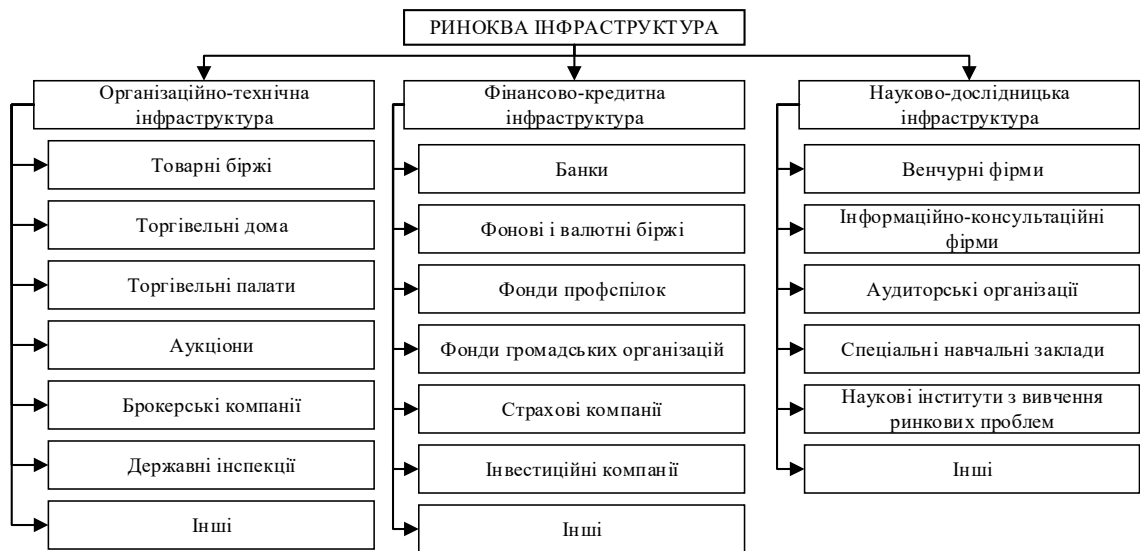 РИНОКВА ІНФРАСТРУКТУРА
Організаційно-технічна
інфраструктура
Товарні біржі
Торгівельні дома
Торгівельні палати
Аукціони
Брокерські компанії
Державні інспекції
Інші
Фінансово-кредитна
інфраструктура
Банки
Фонові і валютні біржі
Фонди профспілок
Фонди громадських організацій
Страхові компанії
Інвестиційні компанії
Інші
Науково-дослідницька
інфраструктура
Венчурні фірми
Інформаційно-консультаційні
фірми
Аудиторські організації
Спеціальні навчальні заклади
Наукові інститути з вивчення
ринкових проблем
Інші